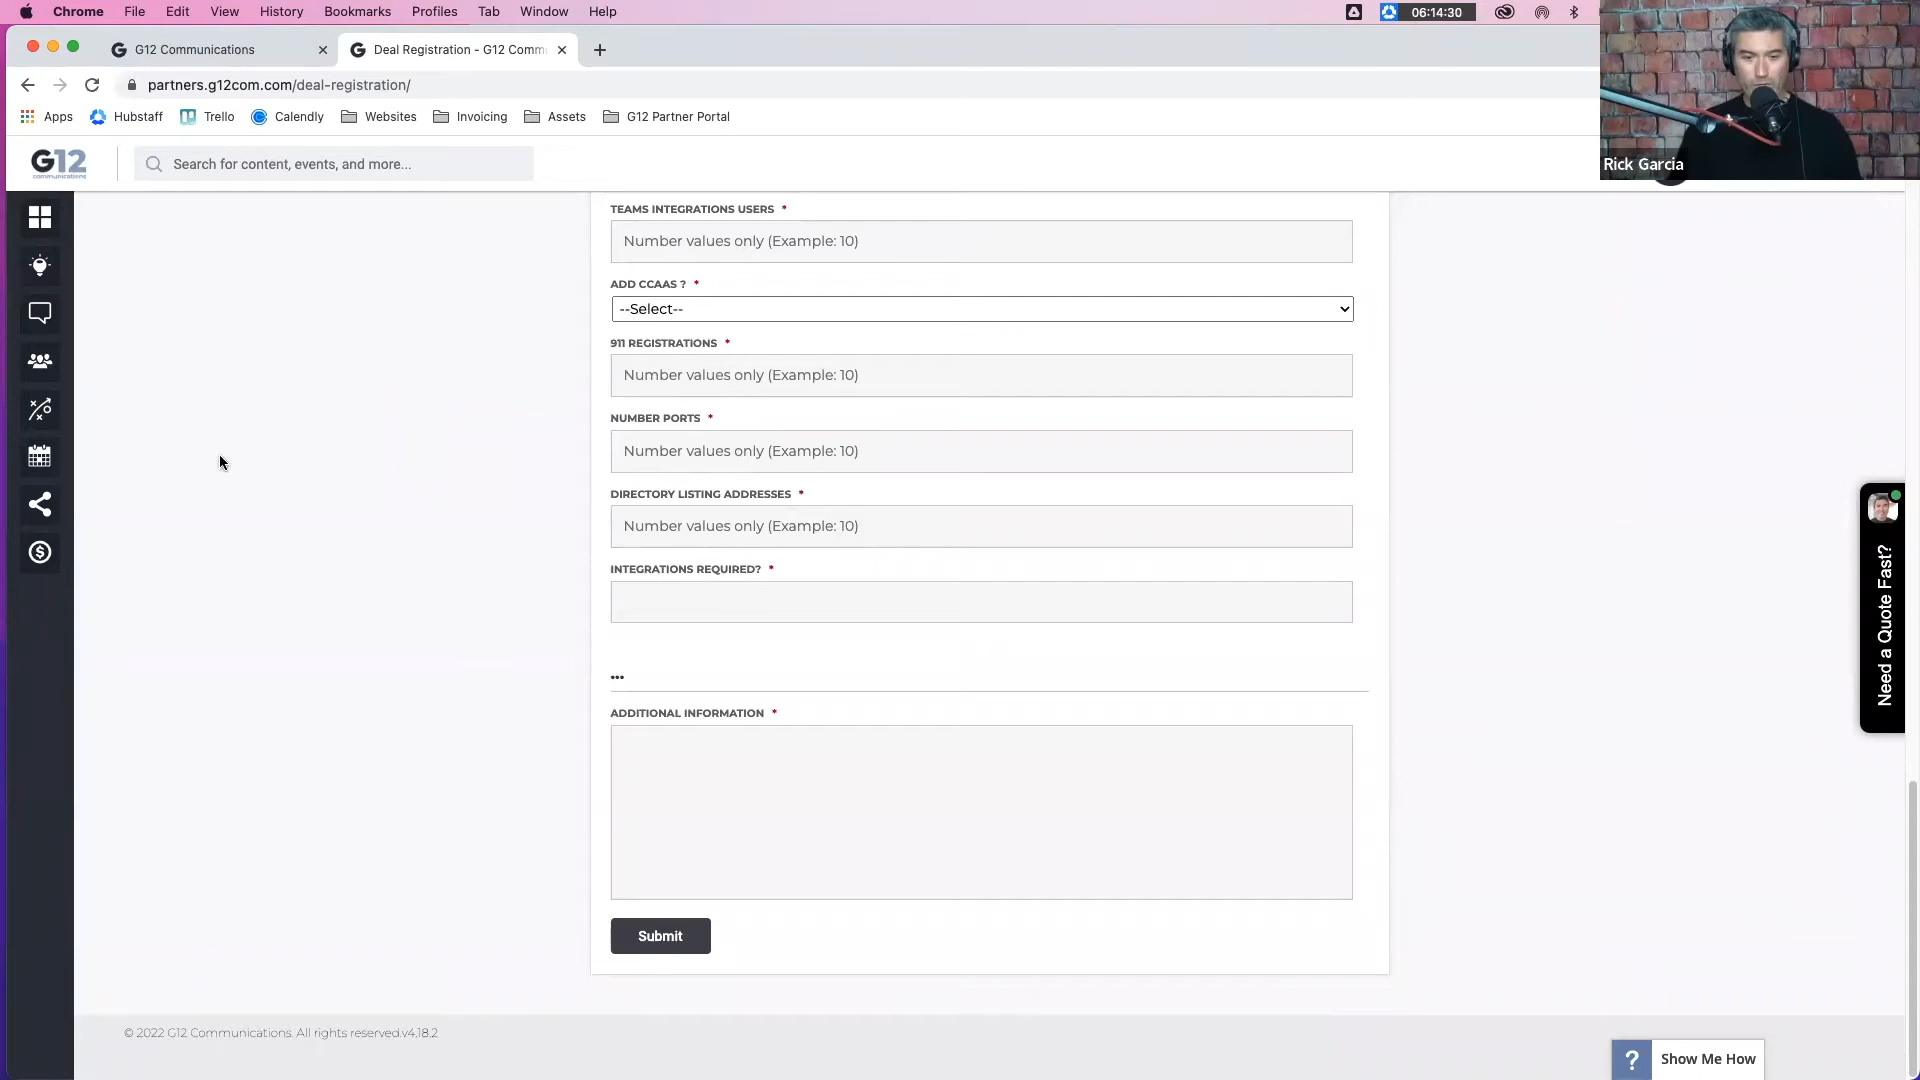 Chrome File Edit View History Bookmarks Profiles Tab Window Help 06:14:30
G12 Communications Deal Registration - G12 Comm
partners.g12com.com/deal-registration/
Apps Hubstaff Trello Calendly Websites Invoicing Assets G12 Partner Portal
Rick Garcia
G12 communications Search for content, events, and more...
TEAMS INTEGRATIONS USERS *
Number values only (Example: 10)
ADD CCAAS ? *
--Select--
911 REGISTRATIONS *
Number values only (Example: 10)
NUMBER PORTS *
Number values only (Example: 10)
DIRECTORY LISTING ADDRESSES *
Number values only (Example: 10)
INTEGRATIONS REQUIRED? *
...
ADDITIONAL INFORMATION *
Submit
Need a Quote Fast?
© 2022 G12 Communications. All rights reserved.v4.18.2
? Show Me How